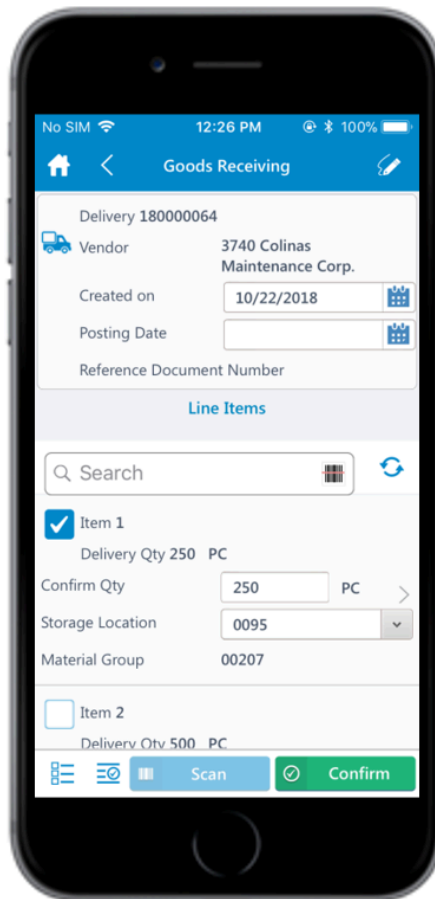 No SIM 12:26 PM 100%
Goods Receiving
Delivery 180000064
Vendor 3740 Colinas
Maintenance Corp.
Created on 10/22/2018
Posting Date
Reference Document Number
Line Items
Search
Item 1
Delivery Qty 250 PC
Confirm Qty 250 PC
Storage Location 0095
Material Group 00207
Item 2
Delivery Qty 500 PC
Scan Confirm